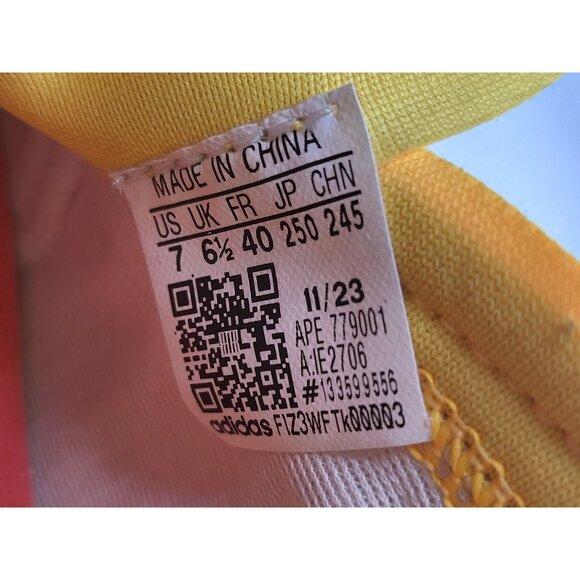 MADE IN CHINA
US UK FR JP CHN
7 6½ 40 250 245
11/23
APE 779001
A:IE2706
#133599556
adidas FIZ3WFTk00003